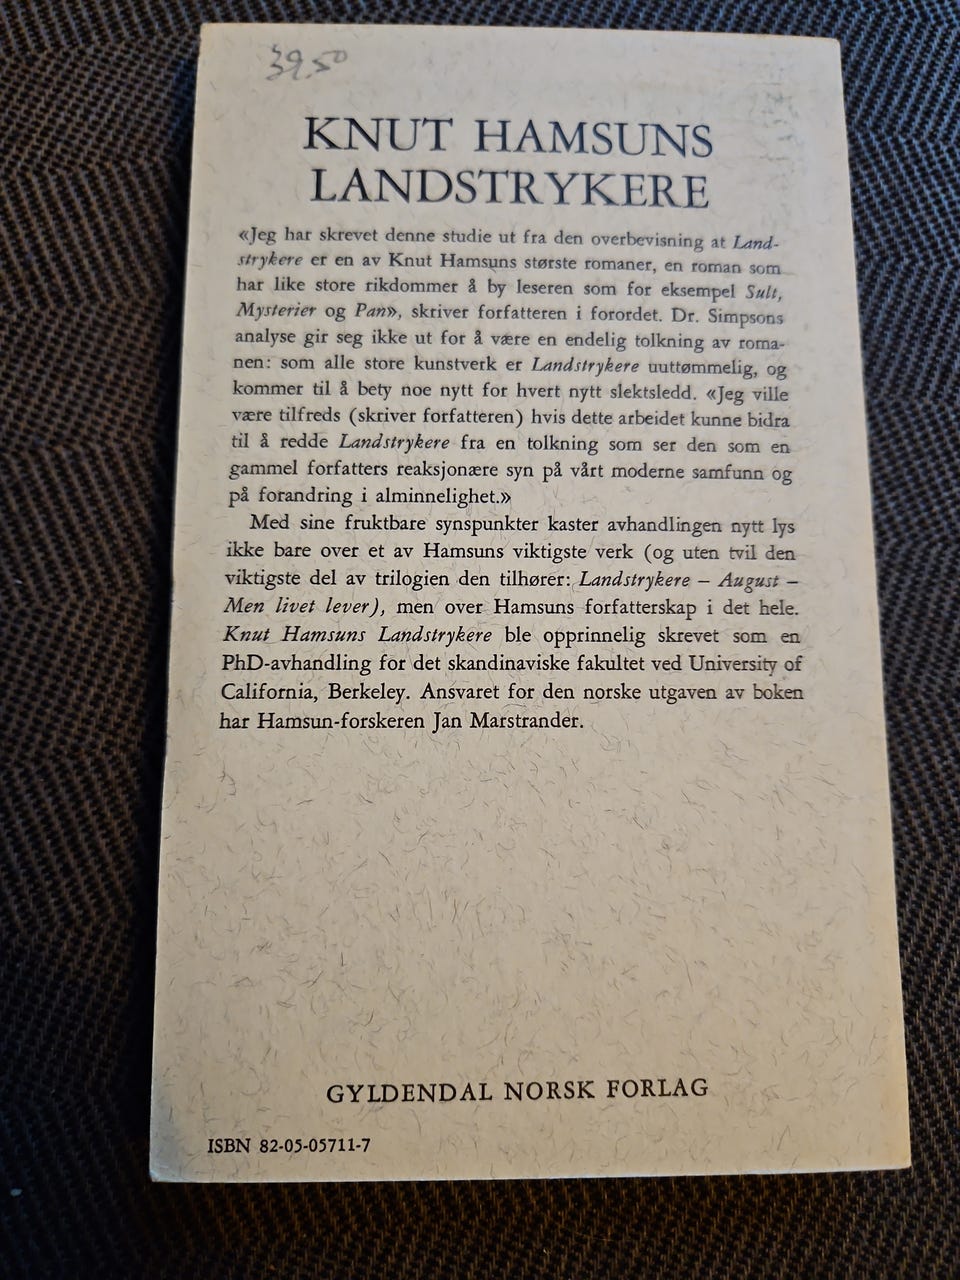 39.50
KNUT HAMSUNS
LANDSTRYKERE
«Jeg har skrevet denne studie ut fra den overbevisning at Land-
strykere er en av Knut Hamsuns største romaner, en roman som
har like store rikdommer å by leseren som for eksempel Sult,
Mysterier og Pan», skriver forfatteren i forordet. Dr. Simpsons
analyse gir seg ikke ut for å være en endelig tolkning av roma-
nen: som alle store kunstverk er Landstrykere uuttømmelig, og
kommer til å bety noe nytt for hvert nytt slektsledd. «Jeg ville
være tilfreds (skriver forfatteren) hvis dette arbeidet kunne bidra
til å redde Landstrykere fra en tolkning som ser den som en
gammel forfatters reaksjonære syn på vårt moderne samfunn og
på forandring i alminnelighet.»
Med sine fruktbare synspunkter kaster avhandlingen nytt lys
ikke bare over et av Hamsuns viktigste verk (og uten tvil den
viktigste del av trilogien den tilhører: Landstrykere – August –
Men livet lever), men over Hamsuns forfatterskap i det hele.
Knut Hamsuns Landstrykere ble opprinnelig skrevet som en
PhD-avhandling for det skandinaviske fakultet ved University of
California, Berkeley. Ansvaret for den norske utgaven av boken
har Hamsun-forskeren Jan Marstrander.
GYLDENDAL NORSK FORLAG
ISBN 82-05-05711-7